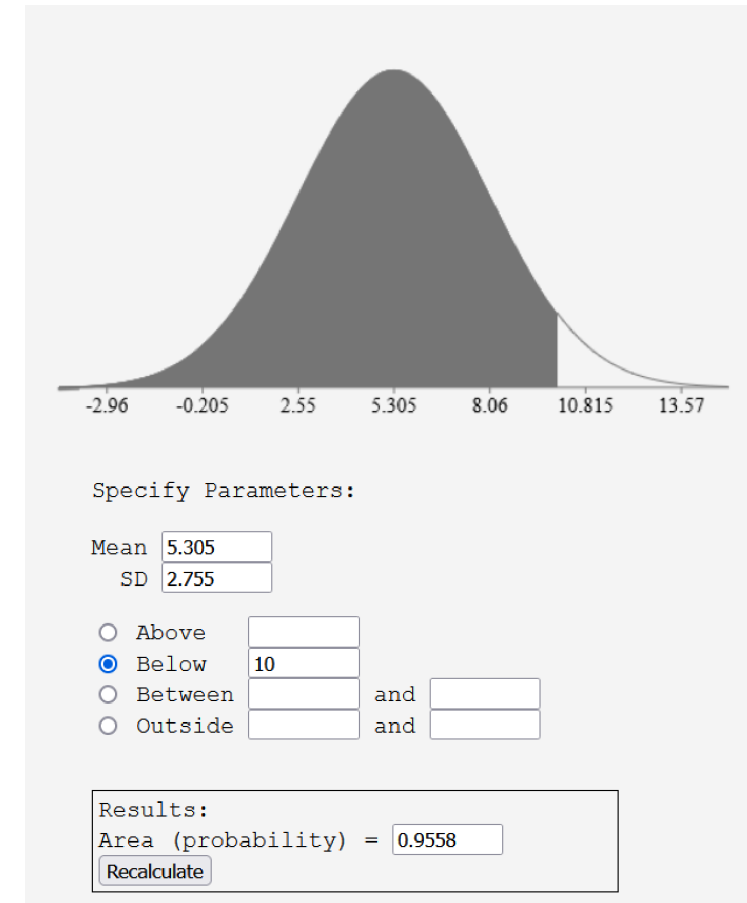 -2.96 -0.205 2.55 5.305 8.06 10.815 13.57
Specify Parameters:
Mean 5.305
SD 2.755
Above
Below 10
Between and
Outside and
Results:
Area (probability) = 0.9558
Recalculate